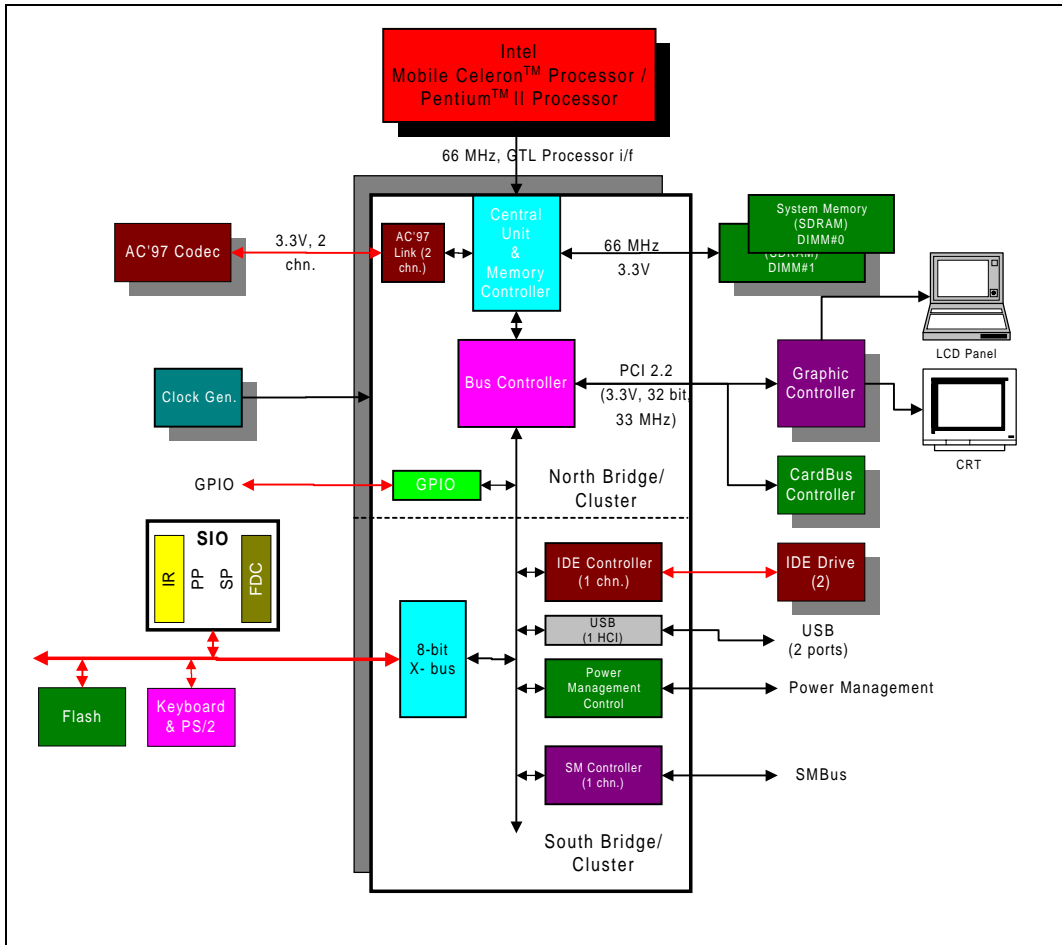 Intel
Mobile Celeron™ Processor /
Pentium™ II Processor
66 MHz, GTL Processor i/f
AC'97 Codec
3.3V, 2
chn.
AC'97
Link (2
chn.)
Central
Unit
&
Memory
Controller
66 MHz
3.3V
System Memory
(SDRAM)
DIMM#0
(SDRAM)
DIMM#1
LCD Panel
Clock Gen.
Bus Controller
PCI 2.2
(3.3V, 32 bit,
33 MHz)
Graphic
Controller
CRT
GPIO
GPIO
North Bridge/
Cluster
CardBus
Controller
SIO
IR
PP
SP
FDC
IDE Controller
(1 chn.)
IDE Drive
(2)
USB
(1 HCI)
USB
(2 ports)
8-bit
X- bus
Power
Management
Control
Power Management
Flash
Keyboard
& PS/2
SM Controller
(1 chn.)
SMBus
South Bridge/
Cluster